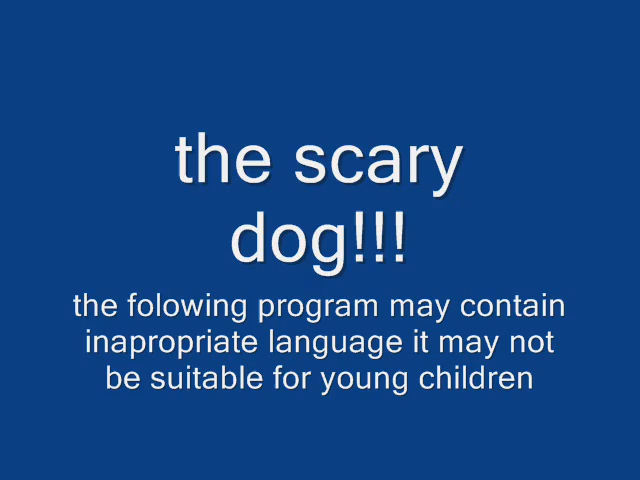 the scary
dog!!!
the folowing program may contain
inapropriate language it may not
be suitable for young children